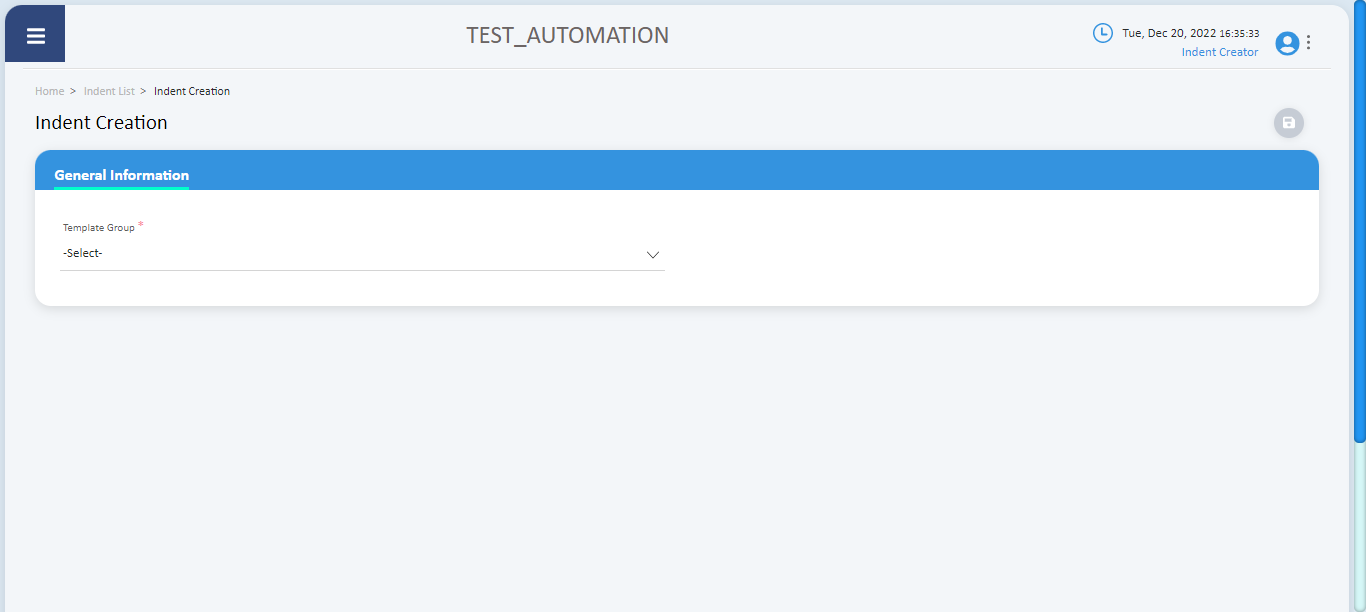 TEST_AUTOMATION
Tue, Dec 20, 2022 16:35:33
Indent Creator
Home > Indent List > Indent Creation
Indent Creation
General Information
Template Group *
-Select-